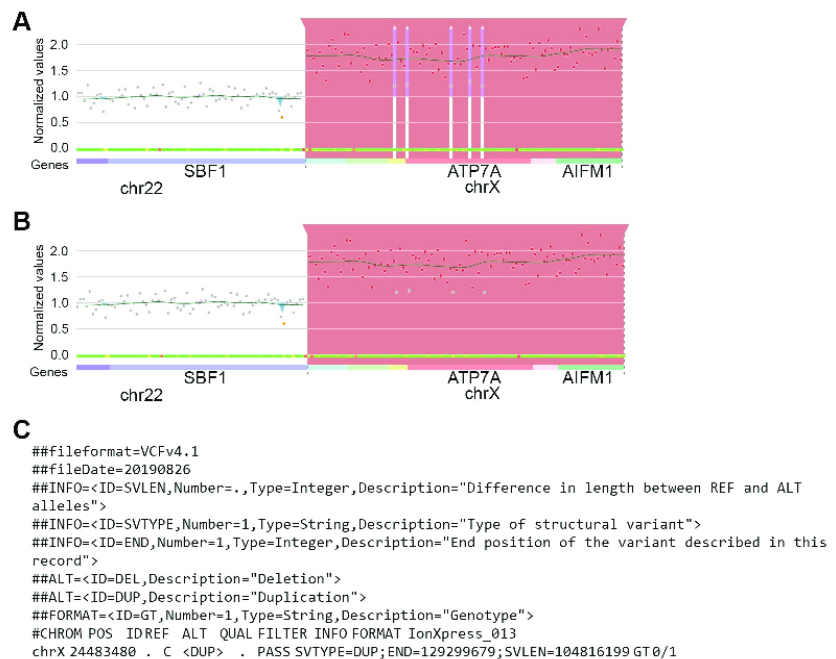 A
Normalized values
2.0
1.5
1.0
0.5
0.0
Genes
SBF1
ATP7A
AIFM1
chr22
chrX
B
Normalized values
2.0
1.5
1.0
0.5
0.0
Genes
SBF1
ATP7A
AIFM1
chr22
chrX
C
##fileformat=VCFv4.1
##fileDate=20190826
##INFO=<ID=SVLEN,Number=.,Type=Integer,Description="Difference in length between REF and ALT
alleles">
##INFO=<ID=SVTYPE,Number=1,Type=String,Description="Type of structural variant">
##INFO=<ID=END,Number=1,Type=Integer,Description="End position of the variant described in this
record">
##ALT=<ID=DEL,Description="Deletion">
##ALT=<ID=DUP,Description="Duplication">
##FORMAT=<ID=GT,Number=1,Type=String,Description="Genotype">
#CHROM POS ID REF ALT QUAL FILTER INFO FORMAT IonXpress_013
chrX 24483480 . C <DUP> . PASS SVTYPE=DUP;END=129299679;SVLEN=104816199 GT 0/1